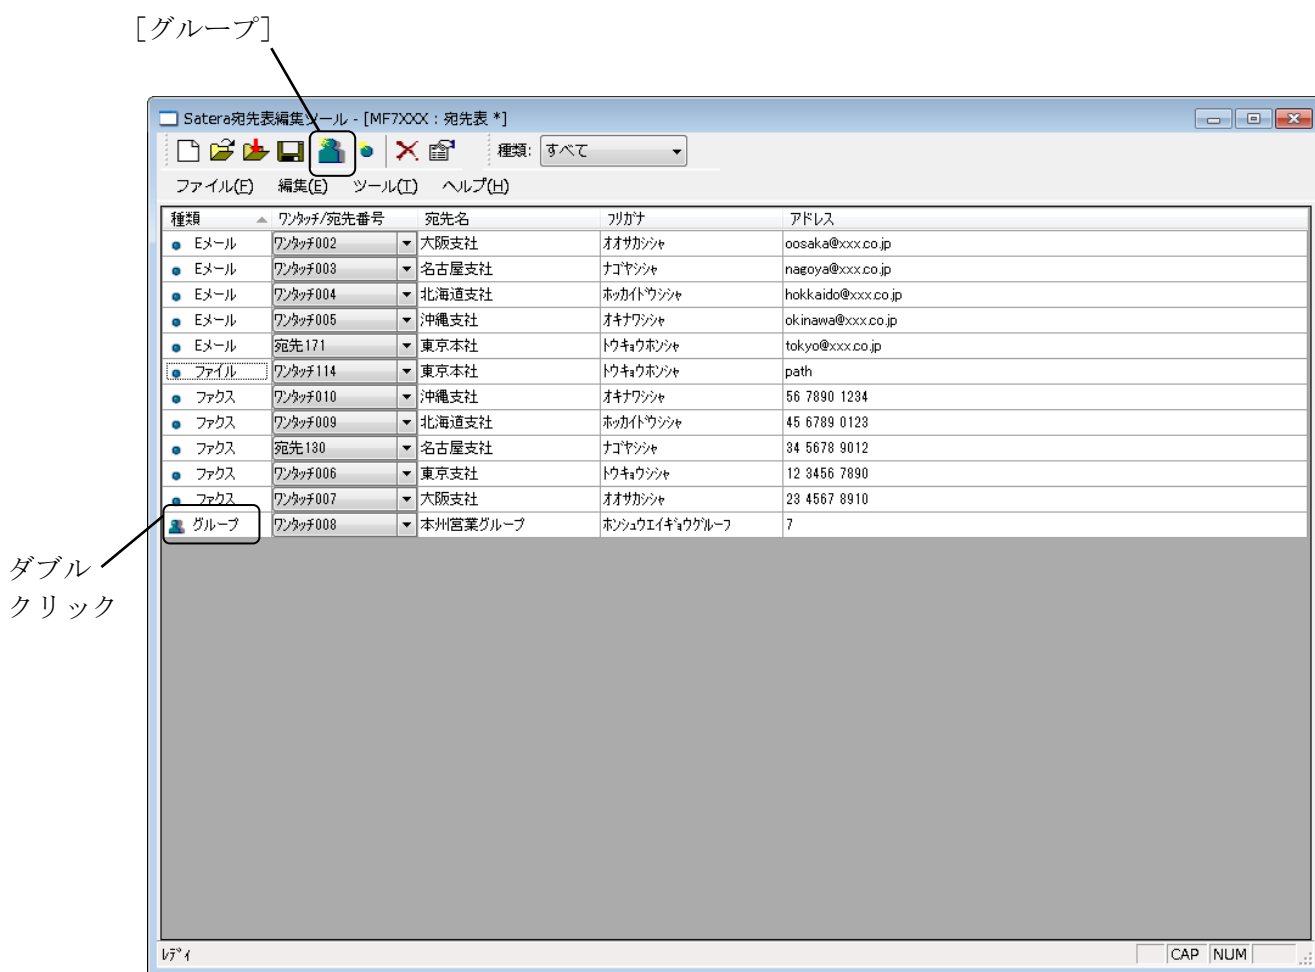 [グループ]
Satera宛先表編集ツール - [MF7XXX：宛先表 *]
種類: すべて
ファイル(F) 編集(E) ツール(T) ヘルプ(H)
種類 ワンタッチ/宛先番号 宛先名 フリガナ アドレス
Eメール ワンタッチ002 大阪支社 オオサカシシャ oosaka@xxx.co.jp
Eメール ワンタッチ003 名古屋支社 ナゴヤシシャ nagoya@xxx.co.jp
Eメール ワンタッチ004 北海道支社 ホッカイドウシシャ hokkaido@xxx.co.jp
Eメール ワンタッチ005 沖縄支社 オキナワシシャ okinawa@xxx.co.jp
Eメール 宛先171 東京本社 トウキョウホンシャ tokyo@xxx.co.jp
ファイル ワンタッチ114 東京本社 トウキョウホンシャ path
ファクス ワンタッチ010 沖縄支社 オキナワシシャ 56 7890 1234
ファクス ワンタッチ009 北海道支社 ホッカイドウシシャ 45 6789 0123
ファクス 宛先130 名古屋支社 ナゴヤシシャ 34 5678 9012
ファクス ワンタッチ006 東京支社 トウキョウシシャ 12 3456 7890
ファクス ワンタッチ007 大阪支社 オオサカシシャ 23 4567 8910
グループ ワンタッチ008 本州営業グループ ホンシュウエイギョウグループ 7
ダブル
クリック
レディ CAP NUM